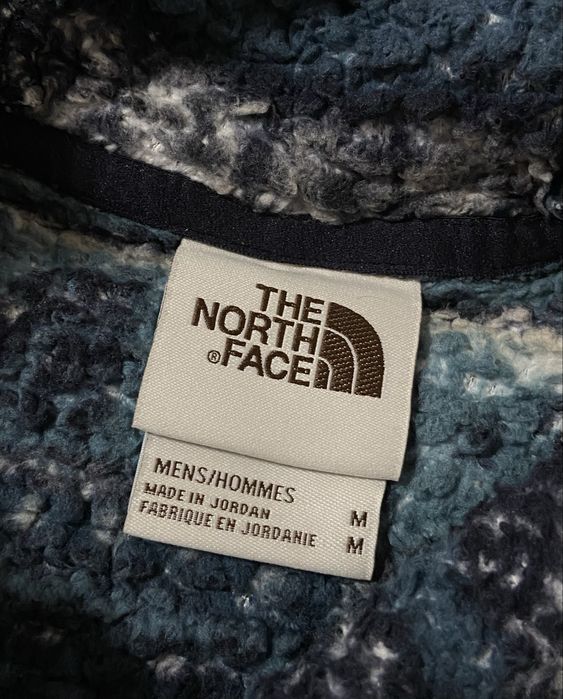 THE
NORTH
® FACE
MENS/HOMMES
MADE IN JORDAN M
FABRIQUE EN JORDANIE M